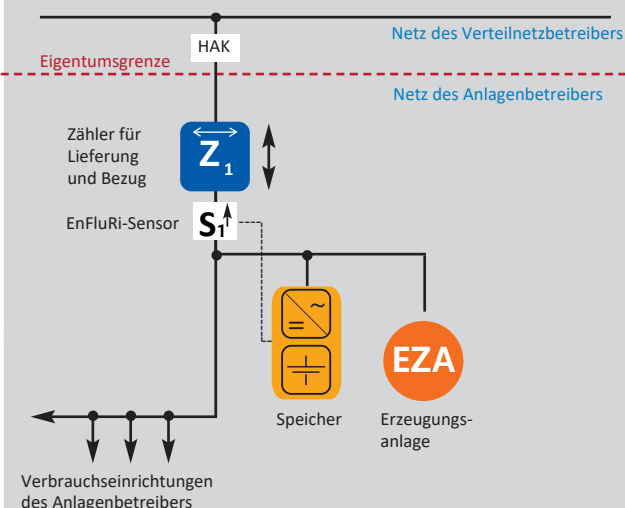 Netz des Verteilnetzbetreibers
HAK
Eigentumsgrenze
Netz des Anlagenbetreibers
Zähler für
Lieferung
und Bezug
Z1
EnFluRi-Sensor
S1
~
=
EZA
Speicher
Erzeugungs-
anlage
Verbrauchseinrichtungen
des Anlagenbetreibers